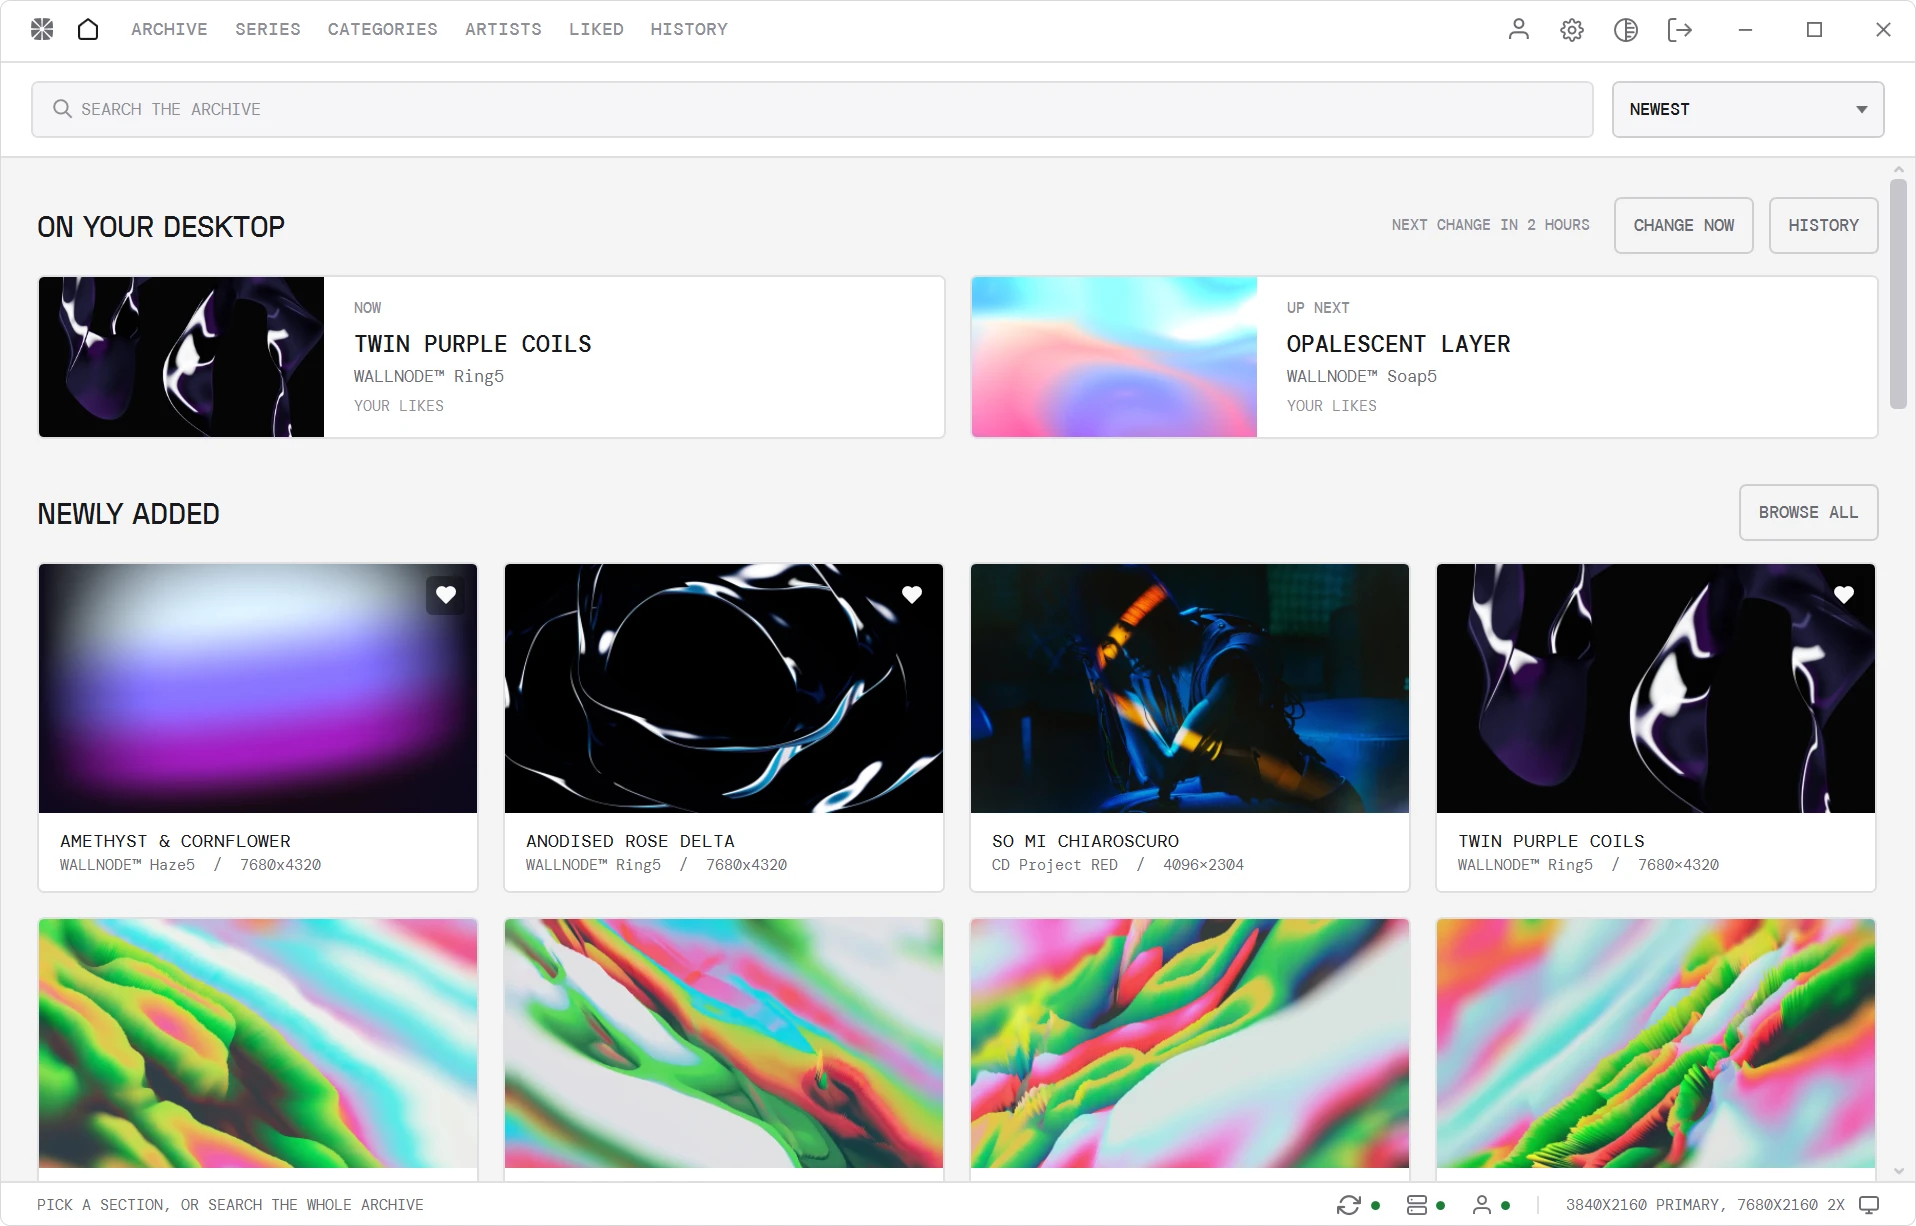 ARCHIVE SERIES CATEGORIES ARTISTS LIKED HISTORY
SEARCH THE ARCHIVE
NEWEST
ON YOUR DESKTOP
NEXT CHANGE IN 2 HOURS
CHANGE NOW
HISTORY
NOW
TWIN PURPLE COILS
WALLNODE™ Ring5
YOUR LIKES
UP NEXT
OPALESCENT LAYER
WALLNODE™ Soap5
YOUR LIKES
NEWLY ADDED
BROWSE ALL
AMETHYST & CORNFLOWER
WALLNODE™ Haze5 / 7680x4320
ANODISED ROSE DELTA
WALLNODE™ Ring5 / 7680x4320
SO MI CHIAROSCURO
CD Project RED / 4096×2304
TWIN PURPLE COILS
WALLNODE™ Ring5 / 7680×4320
PICK A SECTION, OR SEARCH THE WHOLE ARCHIVE
3840X2160 PRIMARY, 7680X2160 2X